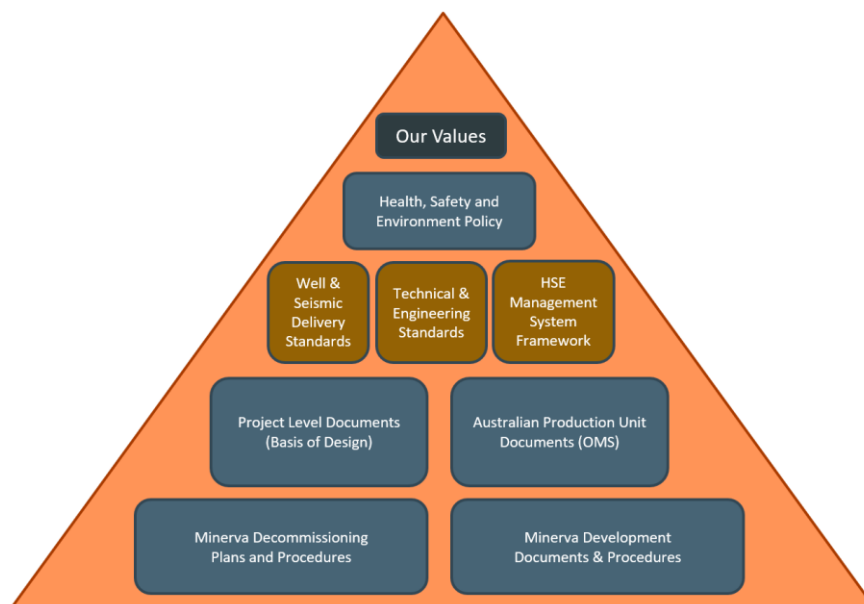 Our Values
Health, Safety and
Environment Policy
Well &
Seismic
Delivery
Standards
Technical &
Engineering
Standards
HSE
Management
System
Framework
Project Level Documents
(Basis of Design)
Australian Production Unit
Documents (OMS)
Minerva Decommissioning
Plans and Procedures
Minerva Development
Documents & Procedures